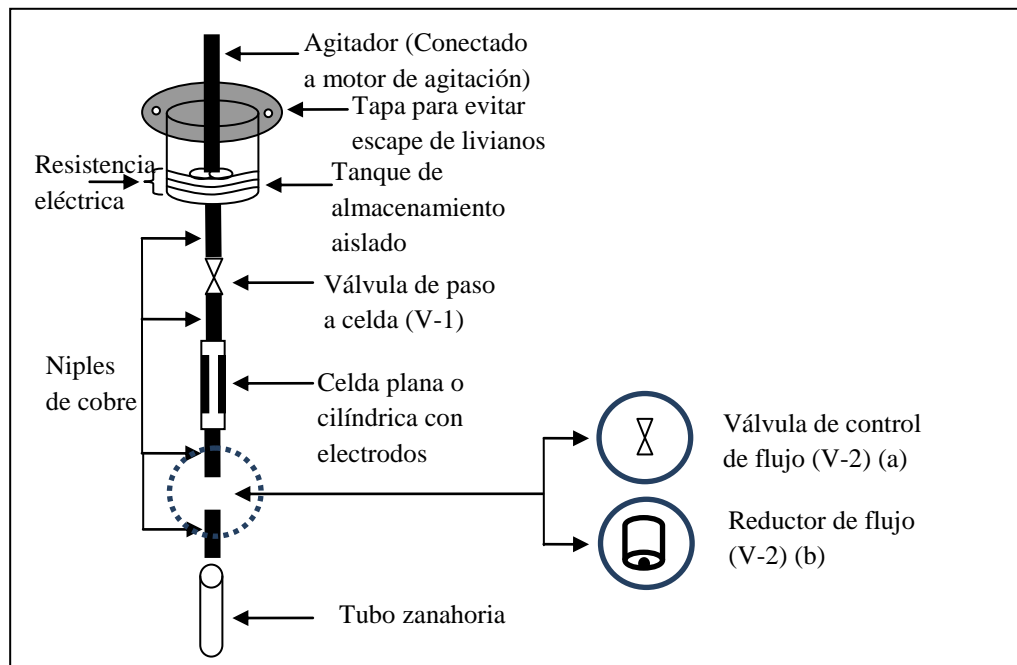 Agitador (Conectado
a motor de agitación)
Tapa para evitar
escape de livianos
Resistencia
eléctrica
Tanque de
almacenamiento
aislado
Válvula de paso
a celda (V-1)
Niples
de cobre
Celda plana o
cilíndrica con
electrodos
Válvula de control
de flujo (V-2) (a)
Reductor de flujo
(V-2) (b)
Tubo zanahoria